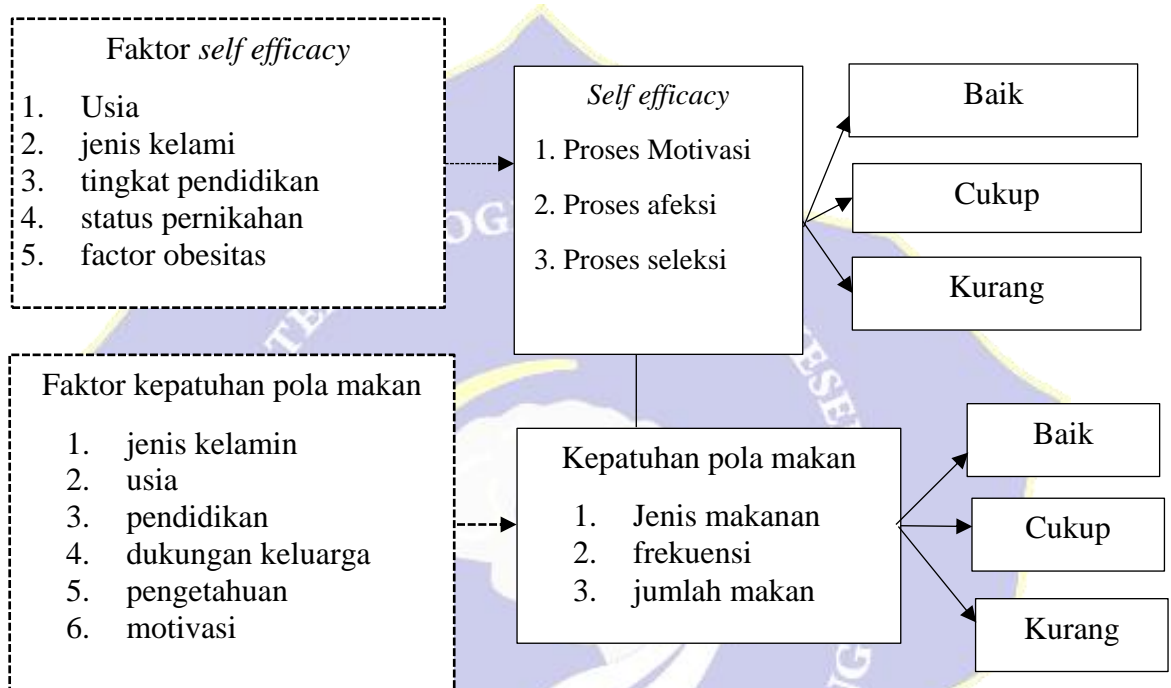 Faktor self efficacy
1. Usia
2. jenis kelami
3. tingkat pendidikan
4. status pernikahan
5. factor obesitas
Self efficacy
1. Proses Motivasi
2. Proses afeksi
3. Proses seleksi
Baik
Cukup
Kurang
Faktor kepatuhan pola makan
1. jenis kelamin
2. usia
3. pendidikan
4. dukungan keluarga
5. pengetahuan
6. motivasi
Kepatuhan pola makan
1. Jenis makanan
2. frekuensi
3. jumlah makan
Baik
Cukup
Kurang